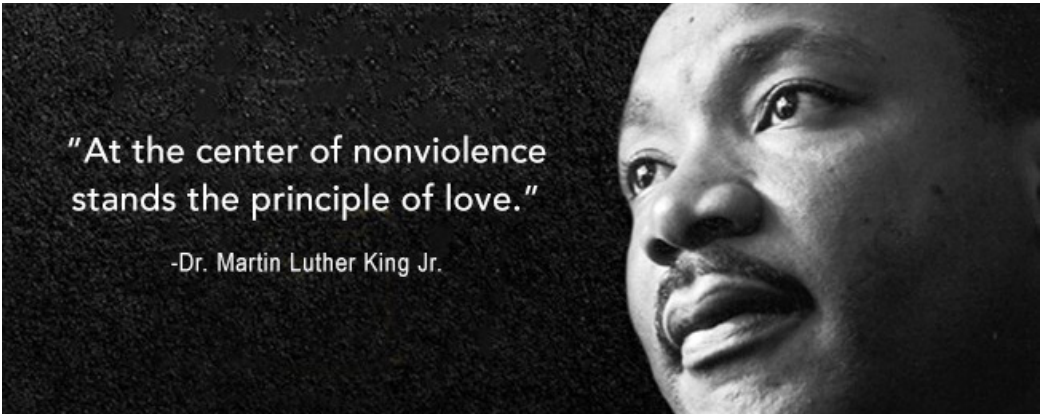 "At the center of nonviolence
stands the principle of love."
-Dr. Martin Luther King Jr.